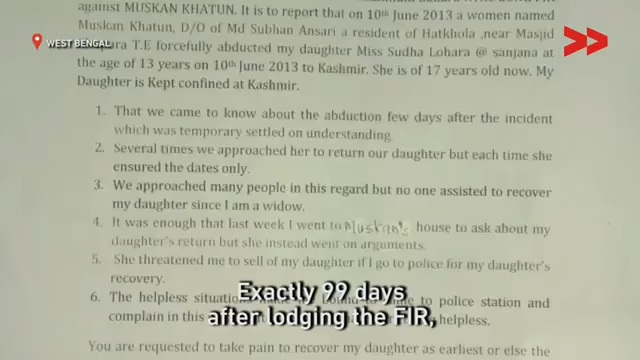 against MUSKAN KHATUN. It is to report that on 10th June 2013 a women named
Muskan Khatun, D/O of Md Subhan Ansari a resident of Hatkhola ,near Masjid
WEST BENGAL
T.E forcefully abducted my daughter Miss Sudha Lohara @ sanjana at
the age of 13 years on 10th June 2013 to Kashmir. She is of 17 years old now. My
Daughter is Kept confined at Kashmir.
1. That we came to know about the abduction few days after the incident
which was temporary settled on understanding.
2. Several times we approached her to return our daughter but each time she
ensured the dates only.
3. We approached many people in this regard but no one assisted to recover
my daughter since I am a widow.
4. It was enough that last week I went to Muskan's house to ask about my
daughter's return but she instead went on arguments.
5. She threatened me to sell of my daughter if I go to police for my daughter's
recovery.
6. The helpless to police station and
complain in this helpless.
Exactly 99 days
after lodging the FIR,
You are requested to take pain to recover my daughter as earliest or else the